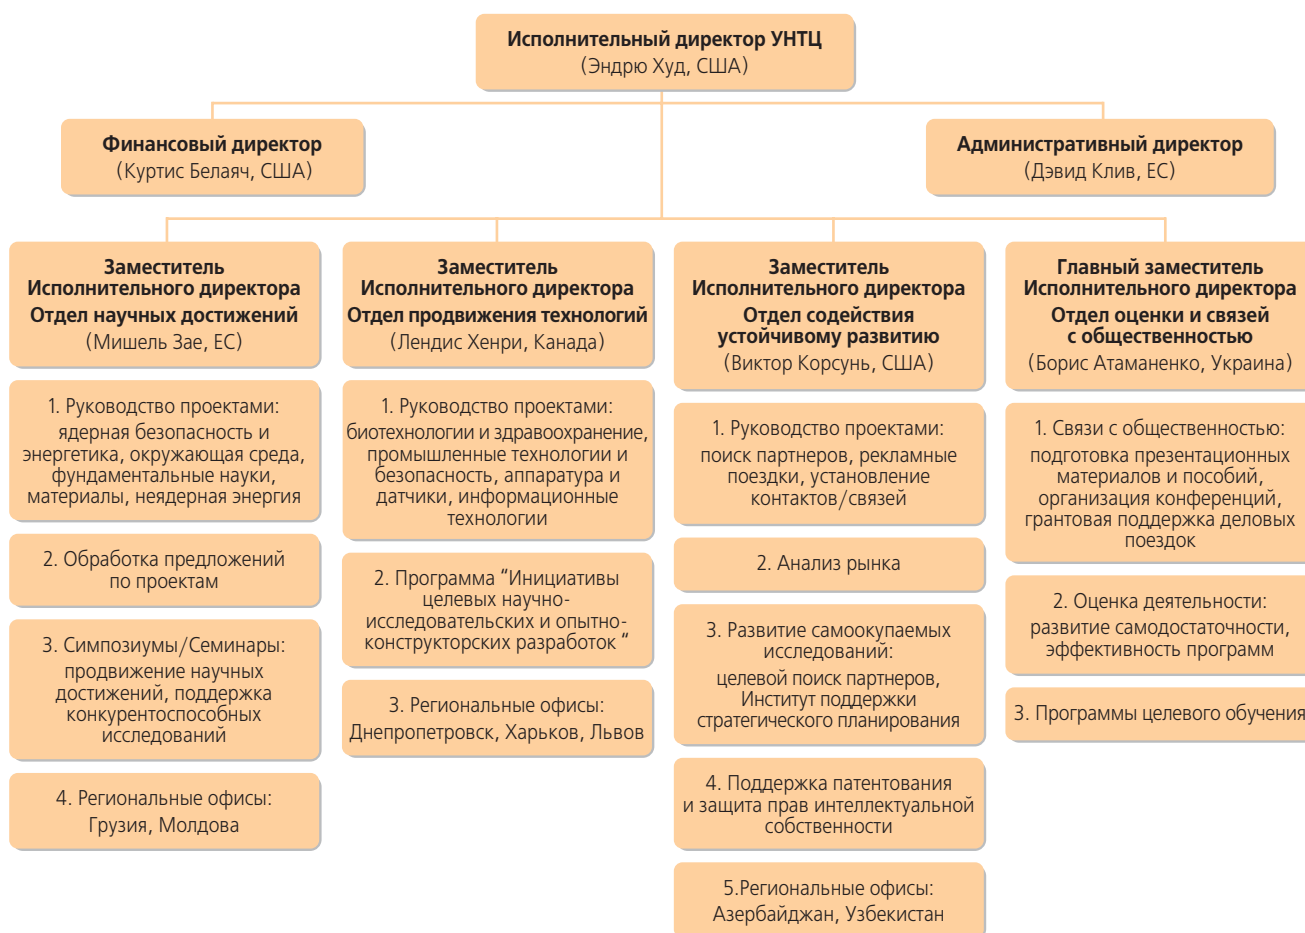 Исполнительный директор УНТЦ
(Эндрю Худ, США)
Финансовый директор
(Куртис Белаяч, США)
Административный директор
(Дэвид Клив, ЕС)
Заместитель
Исполнительного директора
Отдел научных достижений
(Мишель Зае, ЕС)
1. Руководство проектами:
ядерная безопасность и
энергетика, окружающая среда,
фундаментальные науки,
материалы, неядерная энергия
2. Обработка предложений
по проектам
3. Симпозиумы/Семинары:
продвижение научных
достижений, поддержка
конкурентоспособных
исследований
4. Региональные офисы:
Грузия, Молдова
Заместитель
Исполнительного директора
Отдел продвижения технологий
(Лендис Хенри, Канада)
1. Руководство проектами:
биотехнологии и здравоохранение,
промышленные технологии и
безопасность, аппаратура и
датчики, информационные
технологии
2. Программа “Инициативы
целевых научно-
исследовательских и опытно-
конструкторских разработок “
3. Региональные офисы:
Днепропетровск, Харьков, Львов
Заместитель
Исполнительного директора
Отдел содействия
устойчивому развитию
(Виктор Корсунь, США)
1. Руководство проектами:
поиск партнеров, рекламные
поездки, установление
контактов/связей
2. Анализ рынка
3. Развитие самоокупаемых
исследований:
целевой поиск партнеров,
Институт поддержки
стратегического планирования
4. Поддержка патентования
и защита прав интеллектуальной
собственности
5.Региональные офисы:
Азербайджан, Узбекистан
Главный заместитель
Исполнительного директора
Отдел оценки и связей
с общественностью
(Борис Атаманенко, Украина)
1. Связи с общественностью:
подготовка презентационных
материалов и пособий,
организация конференций,
грантовая поддержка деловых
поездок
2. Оценка деятельности:
развитие самодостаточности,
эффективность программ
3. Программы целевого обучения